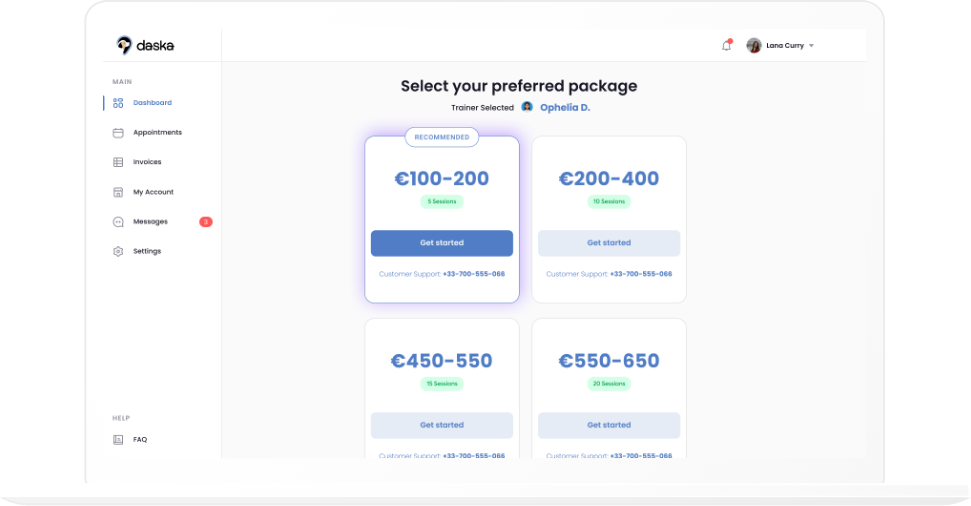 daska
Lana Curry
MAIN
Dashboard
Appointments
Invoices
My Account
Messages 3
Settings
HELP
FAQ
Select your preferred package
Trainer Selected Ophelia D.
RECOMMENDED
€100-200
5 Sessions
Get started
Customer Support: +33-700-555-066
€200-400
10 Sessions
Get started
Customer Support: +33-700-555-066
€450-550
15 Sessions
Get started
Customer Support: +33-700-555-066
€550-650
20 Sessions
Get started
Customer Support: +33-700-555-066